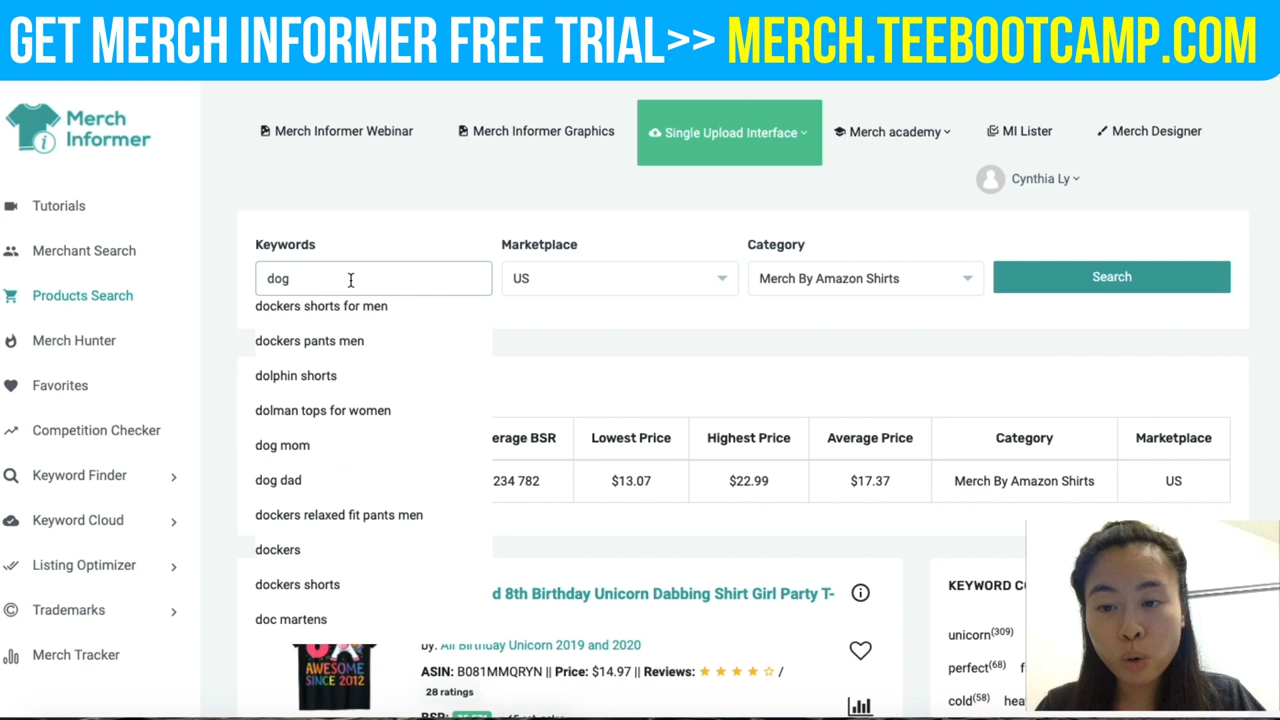 GET MERCH INFORMER FREE TRIAL>> MERCH.TEEBOOTCAMP.COM
Merch Informer
Merch Informer Webinar
Merch Informer Graphics
Single Upload Interface
Merch academy
MI Lister
Merch Designer
Cynthia Ly
Tutorials
Merchant Search
Products Search
Merch Hunter
Favorites
Competition Checker
Keyword Finder
Keyword Cloud
Listing Optimizer
Trademarks
Merch Tracker
Keywords
Marketplace
Category
dog
US
Merch By Amazon Shirts
Search
dockers shorts for men
dockers pants men
dolphin shorts
dolman tops for women
dog mom
dog dad
dockers relaxed fit pants men
dockers
dockers shorts
doc martens
erage BSR
Lowest Price
Highest Price
Average Price
Category
Marketplace
234 782
$13.07
$22.99
$17.37
Merch By Amazon Shirts
US
d 8th Birthday Unicorn Dabbing Shirt Girl Party T-
by: All Birthday Unicorn 2019 and 2020
ASIN: B081MMQRYN || Price: $14.97 || Reviews: /
28 ratings
BSR:
AWESOME
SINCE 2012
KEYWORD CO
unicorn(309)
perfect(68)
cold(58)